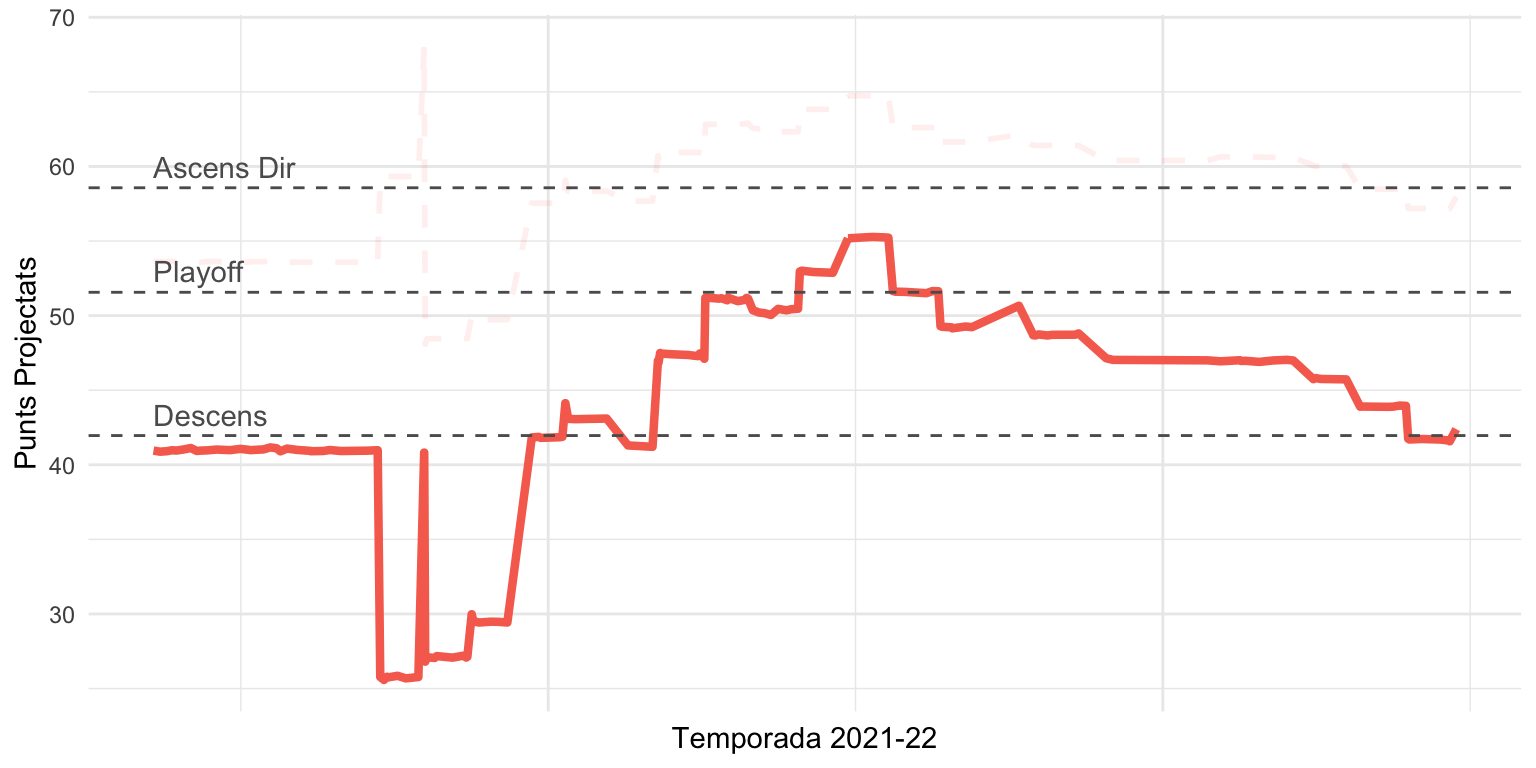 70
60
50
40
30
Punts Projectats
Ascens Dir
Playoff
Descens
Temporada 2021-22